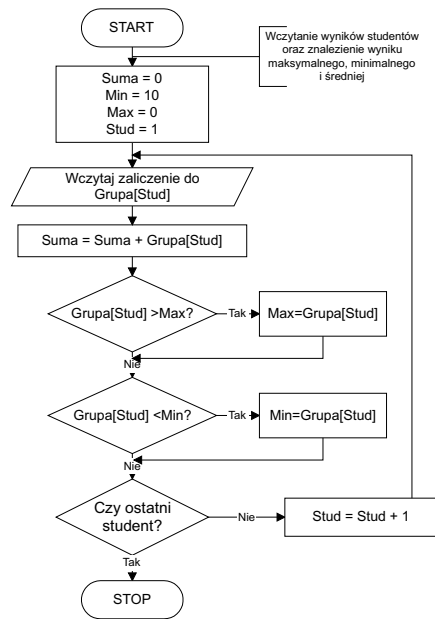 START
Wczytanie wyników studentów
oraz znalezienie wyniku
maksymalnego, minimalnego
i średniej
Suma = 0
Min = 10
Max = 0
Stud = 1
Wczytaj zaliczenie do
Grupa[Stud]
Suma = Suma + Grupa[Stud]
Grupa[Stud] >Max?
Tak
Max=Grupa[Stud]
Nie
Grupa[Stud] <Min?
Tak
Min=Grupa[Stud]
Nie
Czy ostatni
student?
Nie
Stud = Stud + 1
Tak
STOP